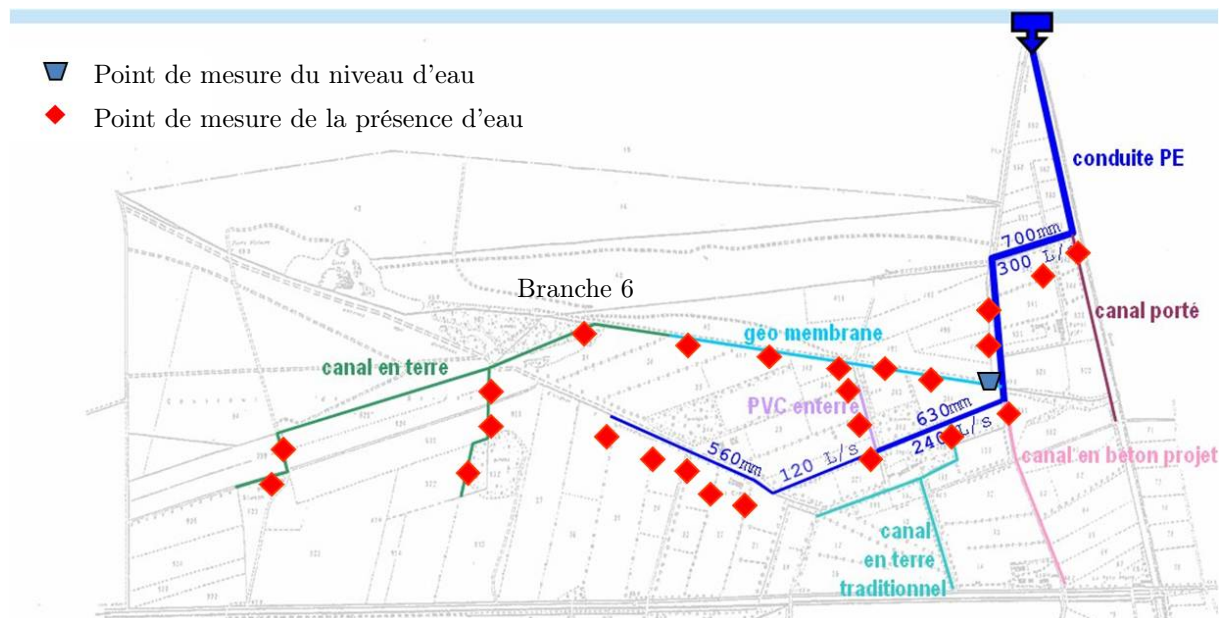 Point de mesure du niveau d'eau
Point de mesure de la présence d'eau
conduite PE
700mm
300 L/
canal porté
Branche 6
géo membrane
canal en terre
PVC enterré
630mm
240 L/s
560mm
120 L/s
canal en béton projet
canal
en terre
traditionnel